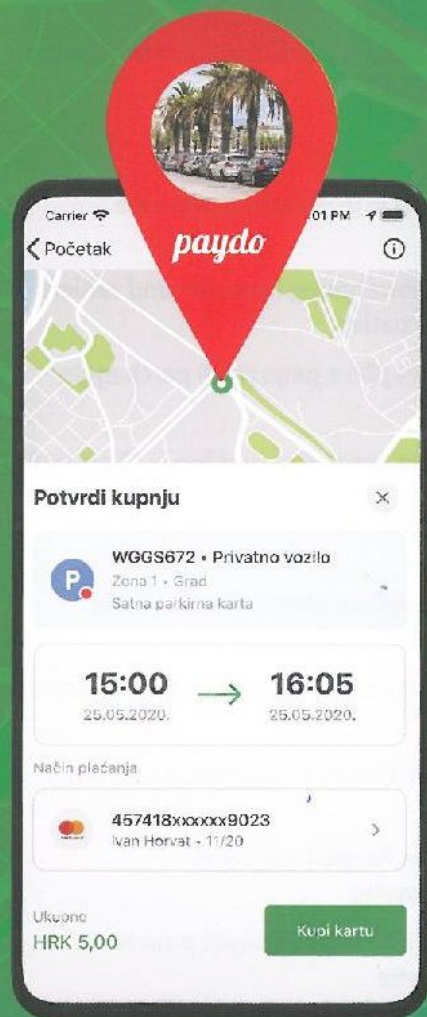 Carrier
01 PM
Početak
paydo
Potvrdi kupnju
WGGS672 • Privatno vozilo
P
Zona 1 • Grad
Satna parkirna karta
15:00 → 16:05
25.05.2020. 25.05.2020.
Način plaćanja
457418xxxxxx9023
Ivan Horvat - 11/20
Ukupno
HRK 5,00
Kupi kartu